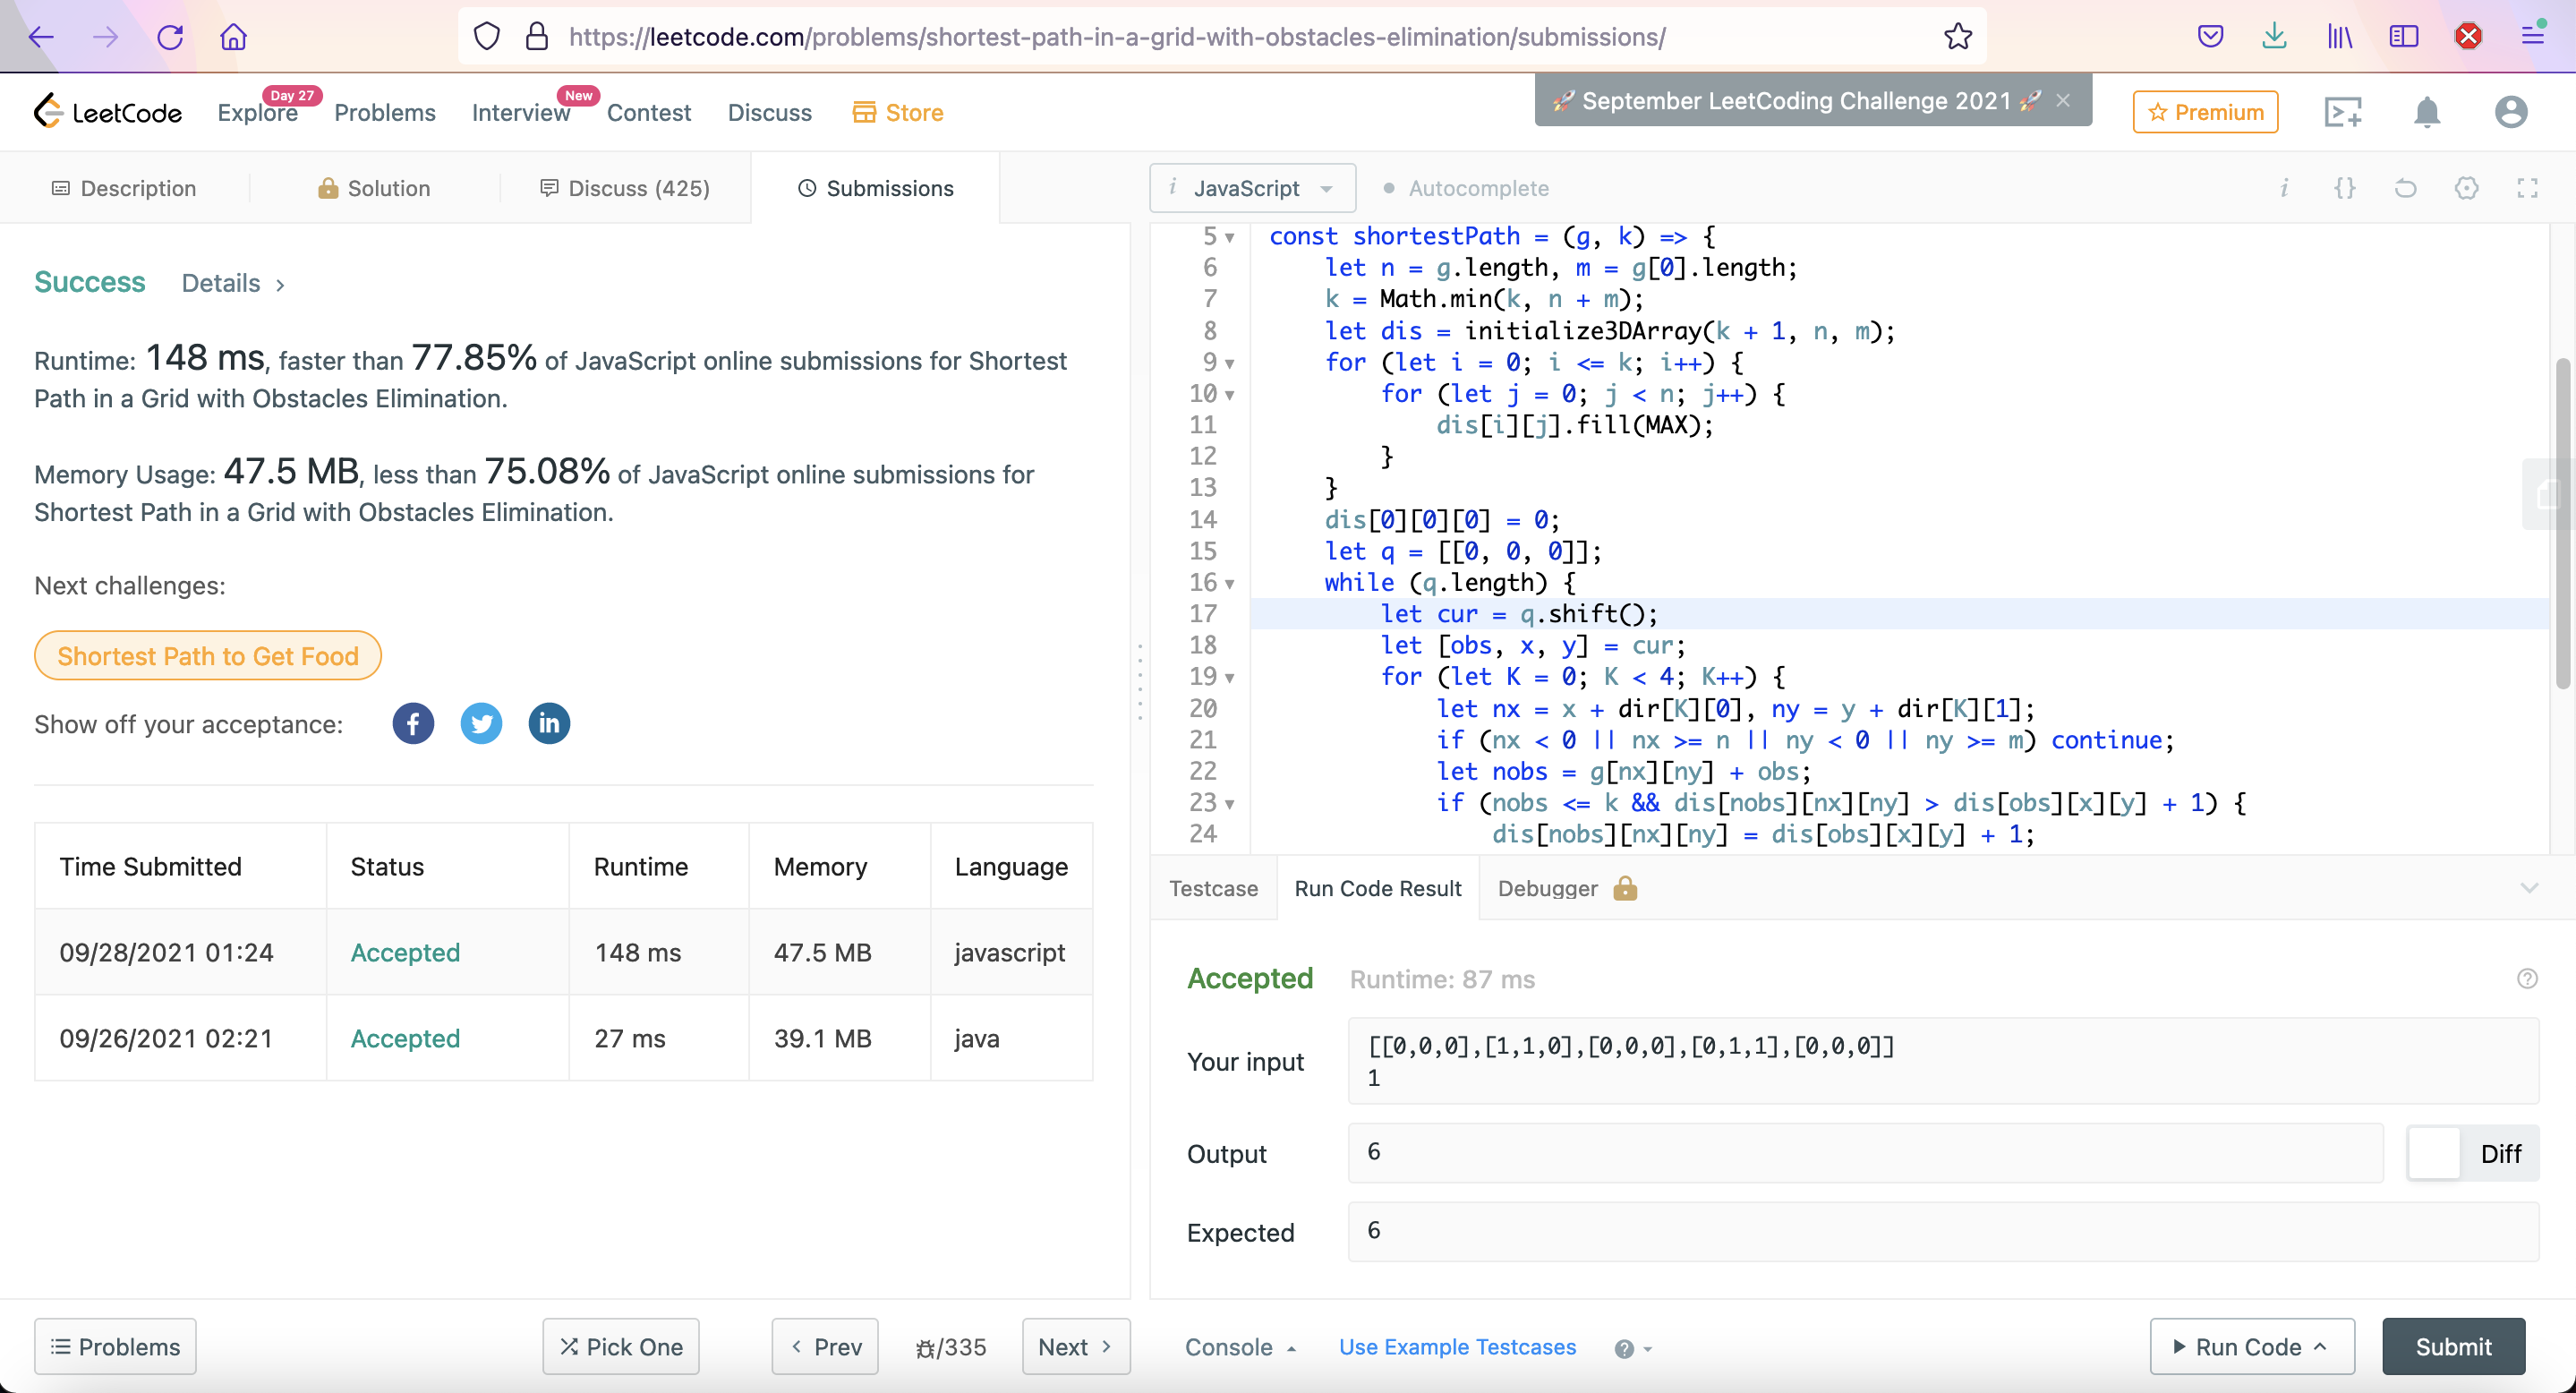 https://leetcode.com/problems/shortest-path-in-a-grid-with-obstacles-elimination/submissions/
LeetCode
Explore
Day 27
Problems
Interview
New
Contest
Discuss
Store
🚀 September LeetCoding Challenge 2021 🚀
Premium
Description
Solution
Discuss (425)
Submissions
i JavaScript
Autocomplete
Success
Details
Runtime: 148 ms, faster than 77.85% of JavaScript online submissions for Shortest
Path in a Grid with Obstacles Elimination.
Memory Usage: 47.5 MB, less than 75.08% of JavaScript online submissions for
Shortest Path in a Grid with Obstacles Elimination.
Next challenges:
Shortest Path to Get Food
Show off your acceptance:
Time Submitted Status Runtime Memory Language
09/28/2021 01:24 Accepted 148 ms 47.5 MB javascript
09/26/2021 02:21 Accepted 27 ms 39.1 MB java
5 const shortestPath = (g, k) => {
6 let n = g.length, m = g[0].length;
7 k = Math.min(k, n + m);
8 let dis = initialize3DArray(k + 1, n, m);
9 for (let i = 0; i <= k; i++) {
10 for (let j = 0; j < n; j++) {
11 dis[i][j].fill(MAX);
12 }
13 }
14 dis[0][0][0] = 0;
15 let q = [[0, 0, 0]];
16 while (q.length) {
17 let cur = q.shift();
18 let [obs, x, y] = cur;
19 for (let K = 0; K < 4; K++) {
20 let nx = x + dir[K][0], ny = y + dir[K][1];
21 if (nx < 0 || nx >= n || ny < 0 || ny >= m) continue;
22 let nobs = g[nx][ny] + obs;
23 if (nobs <= k && dis[nobs][nx][ny] > dis[obs][x][y] + 1) {
24 dis[nobs][nx][ny] = dis[obs][x][y] + 1;
Testcase
Run Code Result
Debugger
Accepted
Runtime: 87 ms
Your input
[[0,0,0],[1,1,0],[0,0,0],[0,1,1],[0,0,0]]
1
Output
6
Diff
Expected
6
Problems
Pick One
Prev
/335
Next
Console
Use Example Testcases
Run Code
Submit